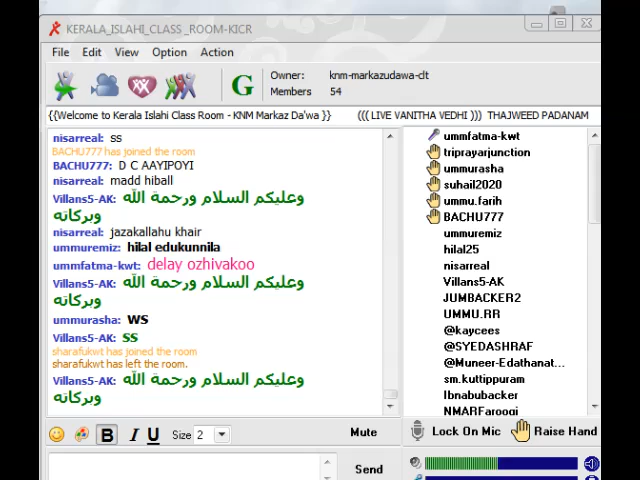 KERALA_ISLAHI_CLASS _ROOM-KICR
File Edit View Option Action
G Owner: knm-markazudawa-clt
Members 54
{{Welcome to Kerala Islahi Class Room - KNM Markaz Da'wa }} ((( LIVE VANITHA VEDHI ))) THAJWEED PADANAM
nisarreal: ss
BACHU777 has joined the room
BACHU777: D C AAYIPOYI
nisarreal: madd hiball
Villans5-AK: وعليكم السلام ورحمة الله
وبركاته
nisarreal: jazakallahu khair
ummuremiz: hilal edukunnila
ummfatma-kwt: delay ozhivakoo
Villans5-AK: وعليكم السلام ورحمة الله
وبركاته
ummurasha: ws
Villans5-AK: ss
sharafukwt has joined the room
sharafukwt has left the room.
Villans5-AK: وعليكم السلام ورحمة الله
وبركاته
ummfatma-kwt
triprayarjunction
ummurasha
suhail2020
ummu.farih
BACHU777
ummuremiz
hilal25
nisarreal
Villans5-AK
JUMBACKER2
UMMU.RR
@kaycees
@SYEDASHRAF
@Muneer-Edathanat...
sm.kuttippuram
Ibnabubacker
NMARFarooqi
B I U Size 2 Mute
Lock On Mic Raise Hand
Send